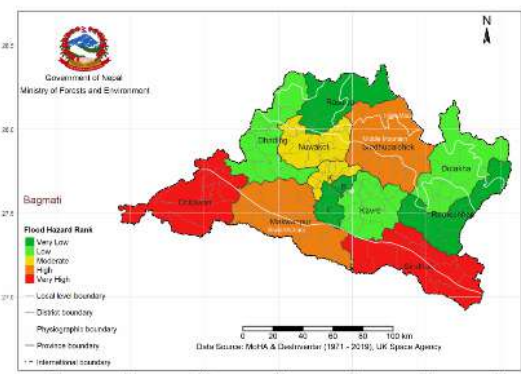 N
Government of Nepal
Ministry of Forests and Environment
Rasuwa
Dhading
Nuwakot
Sindhupalchok
Dolakha
Bagmati
Chitawan
Makwanpur
Kavre
Ramechhap
Sindhuli
Flood Hazard Rank
Very Low
Low
Moderate
High
Very High
Local level boundary
District boundary
Physiographic boundary
Province boundary
International boundary
0 20 40 60 80 100 km
Data Source: MoHA & DesInventar (1971 - 2019), UK Space Agency